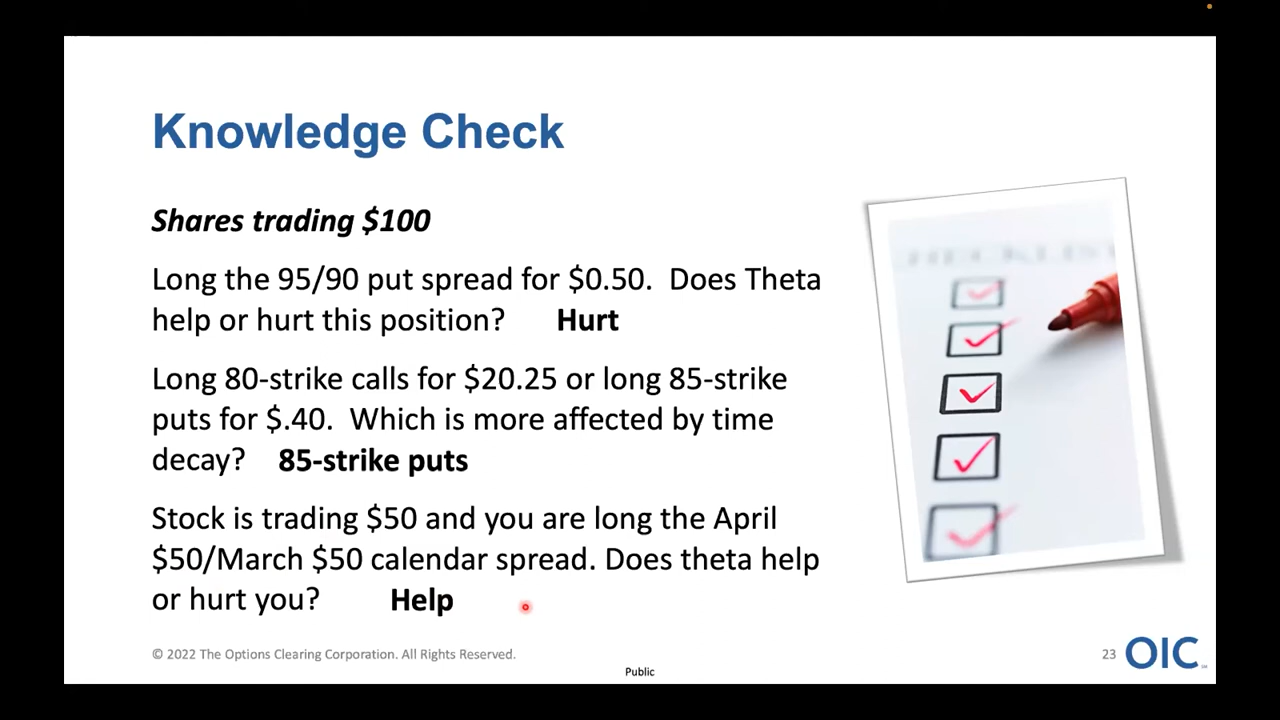 Knowledge Check
Shares trading $100
Long the 95/90 put spread for $0.50.  Does Theta
help or hurt this position?  Hurt
Long 80-strike calls for $20.25 or long 85-strike
puts for $.40.  Which is more affected by time
decay?  85-strike puts
Stock is trading $50 and you are long the April
$50/March $50 calendar spread. Does theta help
or hurt you?  Help
© 2022 The Options Clearing Corporation. All Rights Reserved.
23
OIC
Public